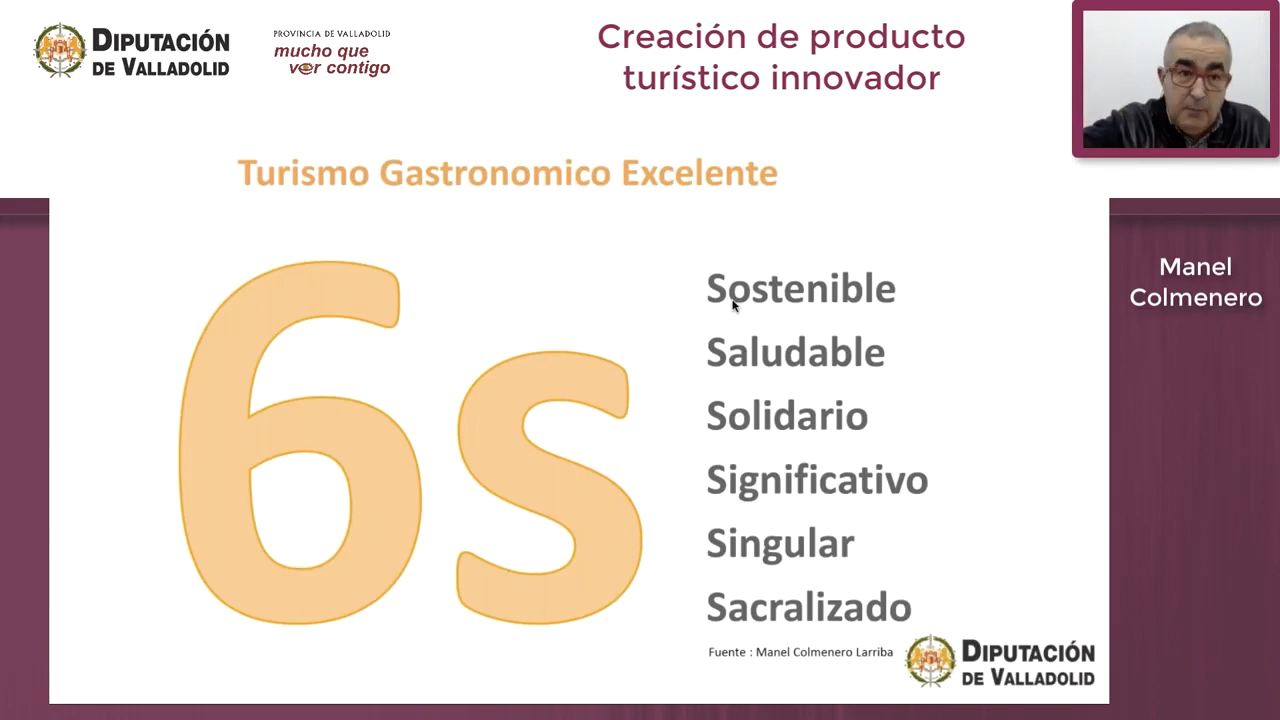 DIPUTACIÓN
DE VALLADOLID
PROVINCIA DE VALLADOLID
mucho que
ver contigo
Creación de producto
turístico innovador
Turismo Gastronomico Excelente
6s
Sostenible
Saludable
Solidario
Significativo
Singular
Sacralizado
Fuente : Manel Colmenero Larriba
DIPUTACIÓN
DE VALLADOLID
Manel
Colmenero